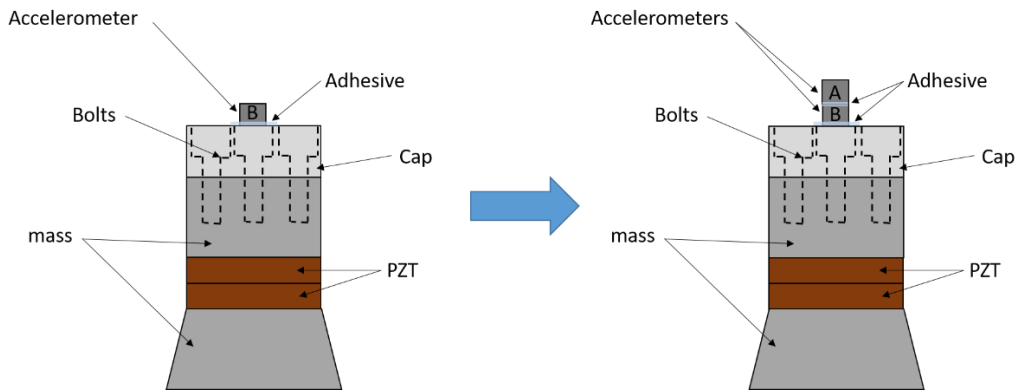 Accelerometer
Adhesive
B
Bolts
Cap
mass
PZT
Accelerometers
Adhesive
A
B
Bolts
Cap
mass
PZT